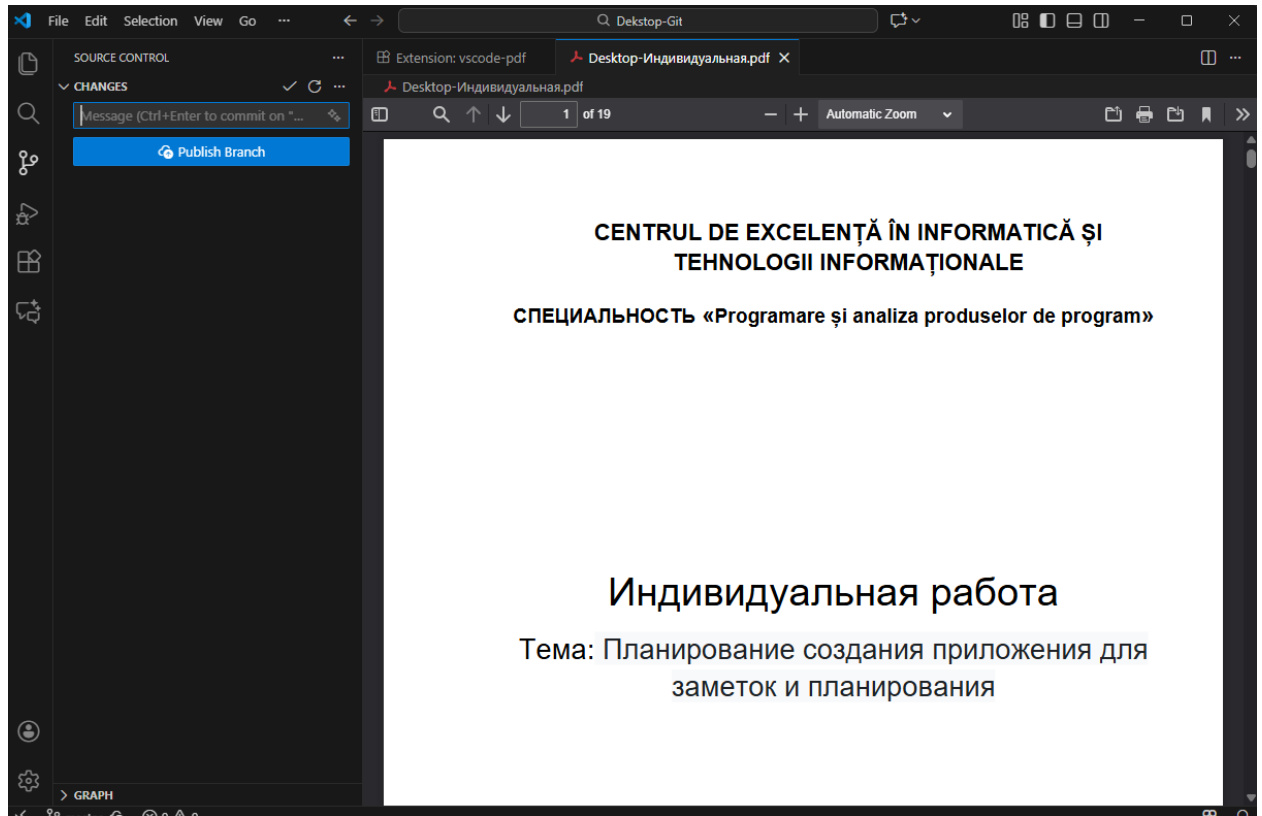 File Edit Selection View Go ···
Dekstop-Git
SOURCE CONTROL
CHANGES
Message (Ctrl+Enter to commit on "...
Publish Branch
GRAPH
Extension: vscode-pdf
Desktop-Индивидуальная.pdf
Desktop-Индивидуальная.pdf
1 of 19
Automatic Zoom
CENTRUL DE EXCELENȚĂ ÎN INFORMATICĂ ȘI
TEHNOLOGII INFORMAȚIONALE
СПЕЦИАЛЬНОСТЬ «Programare și analiza produselor de program»
Индивидуальная работа
Тема: Планирование создания приложения для
заметок и планирования